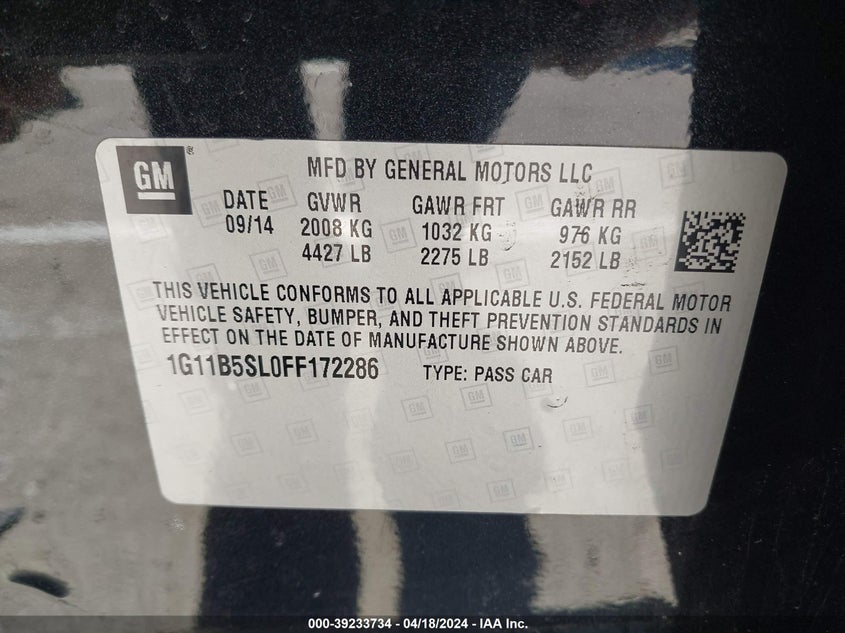 GM
MFD BY GENERAL MOTORS LLC
DATE GVWR GAWR FRT GAWR RR
09/14 2008 KG 1032 KG 976 KG
4427 LB 2275 LB 2152 LB
THIS VEHICLE CONFORMS TO ALL APPLICABLE U.S. FEDERAL MOTOR
VEHICLE SAFETY, BUMPER, AND THEFT PREVENTION STANDARDS IN
EFFECT ON THE DATE OF MANUFACTURE SHOWN ABOVE.
1G11B5SL0FF172286 TYPE: PASS CAR
000-39233734 - 04/18/2024 - IAA Inc.